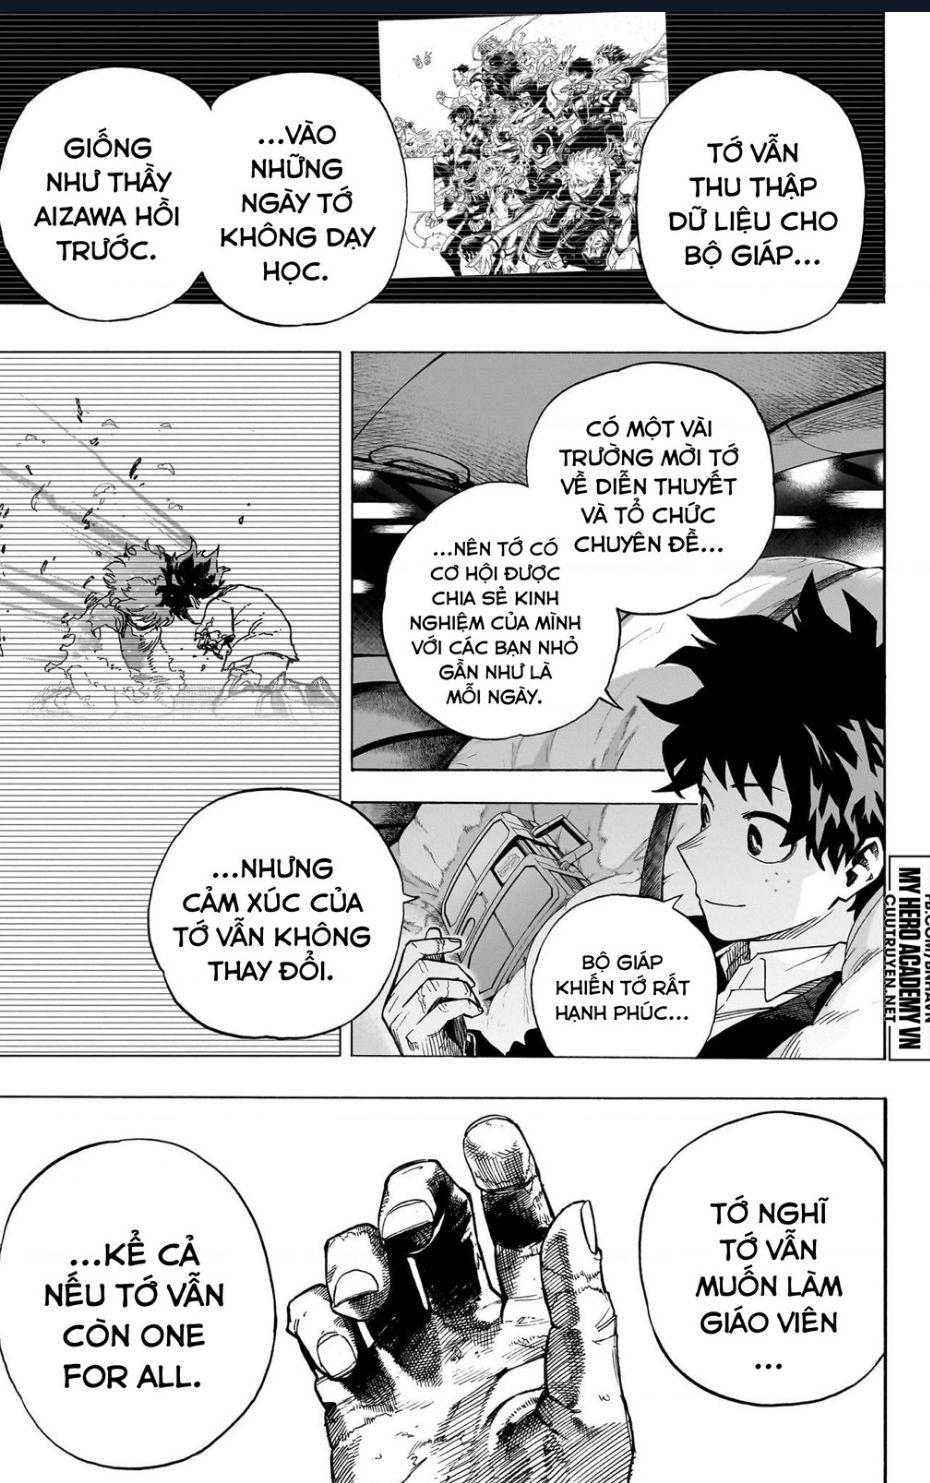 TỚ VẪN
THU THẬP
DỮ LIỆU CHO
BỘ GIÁP...
...VÀO
NHỮNG
NGÀY TỚ
KHÔNG DẠY
HỌC.
GIỐNG
NHƯ THẦY
AIZAWA HỒI
TRƯỚC.
CÓ MỘT VÀI
TRƯỜNG MỜI TỚ
VỀ DIỄN THUYẾT
VÀ TỔ CHỨC
CHUYÊN ĐỀ...
...NÊN TỚ CÓ
CƠ HỘI ĐƯỢC
CHIA SẺ KINH
NGHIỆM CỦA MÌNH
VỚI CÁC BẠN NHỎ
GẦN NHƯ LÀ
MỖI NGÀY.
BỘ GIÁP
KHIẾN TỚ RẤT
HẠNH PHÚC...
...NHƯNG
CẢM XÚC CỦA
TỚ VẪN KHÔNG
THAY ĐỔI.
MY HERO ACADEMY VN
CUUTRUYEN.NET
TỚ NGHĨ
TỚ VẪN
MUỐN LÀM
GIÁO VIÊN
...
...KỂ CẢ
NẾU TỚ VẪN
CÒN ONE
FOR ALL.